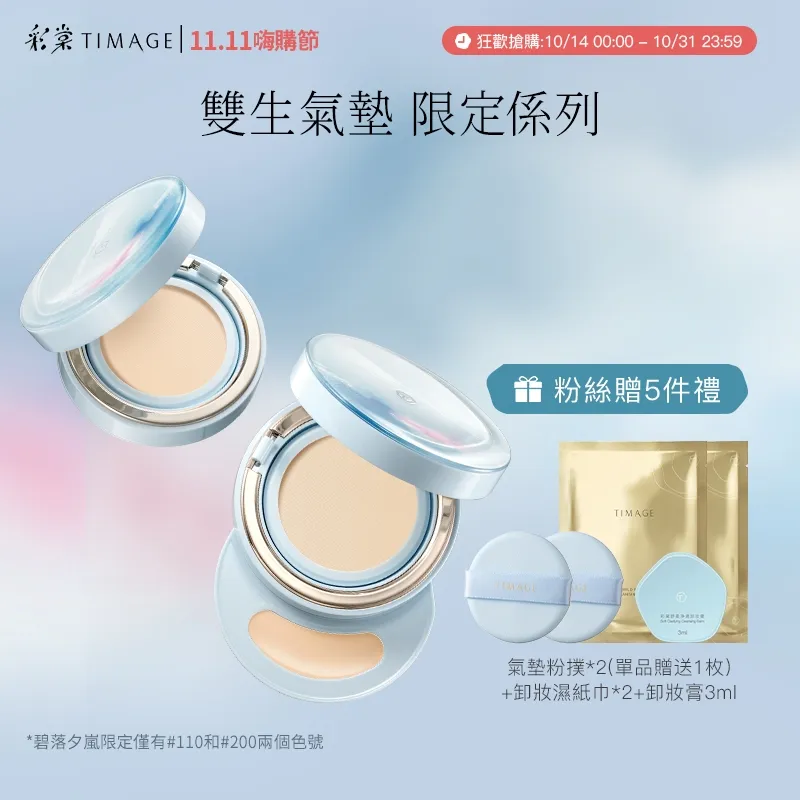 彩棠 TIMAGE | 11.11嗨購節
狂歡搶購:10/14 00:00 – 10/31 23:59
雙生氣墊 限定係列
粉絲贈5件禮
TIMAGE
TIMAGE
3ml
氣墊粉撲*2(單品贈送1枚)
+卸妝濕紙巾*2+卸妝膏3ml
*碧落夕嵐限定僅有#110和#200兩個色號